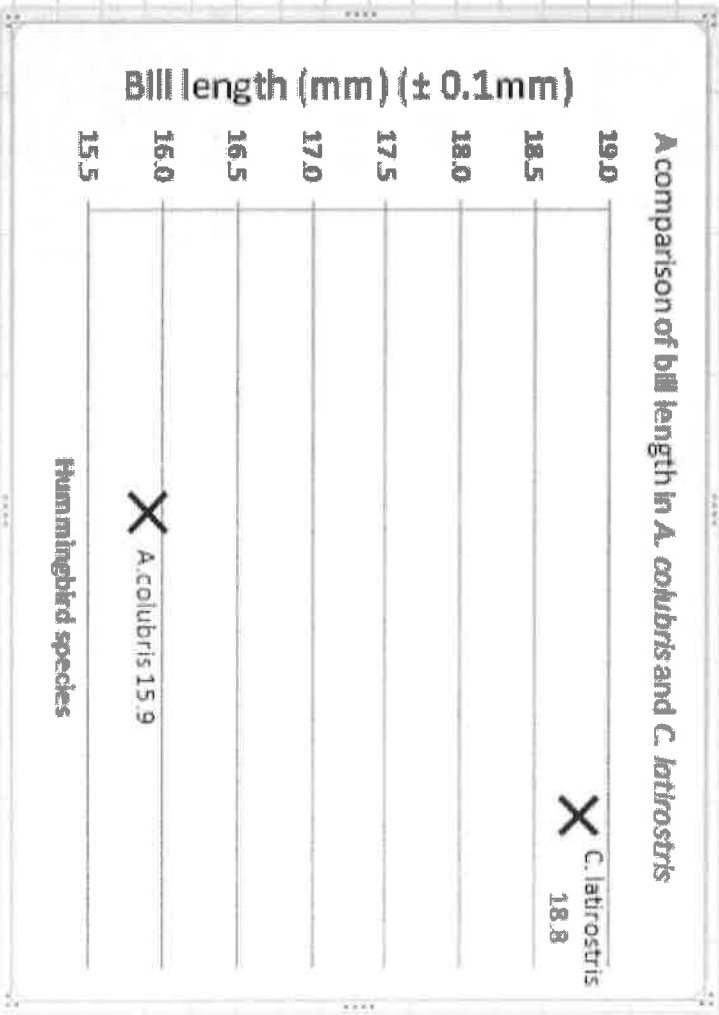 A comparison of bill length in A. colubris and C. latirostris
Bill length (mm) (± 0.1mm)
19.0
18.5
18.0
17.5
17.0
16.5
16.0
15.5
C. latirostris
18.8
A.colubris 15.9
Hummingbird species